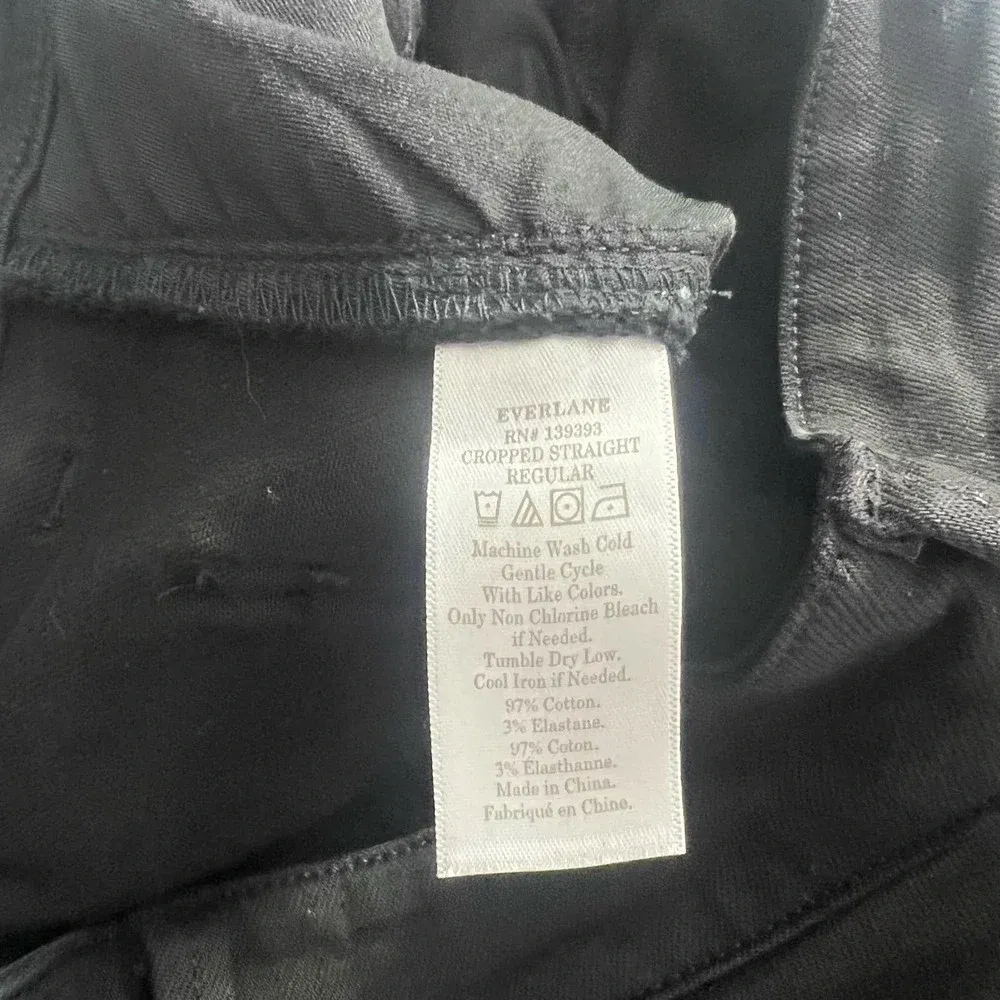 EVERLANE
RN# 139393
CROPPED STRAIGHT
REGULAR
Machine Wash Cold
Gentle Cycle
With Like Colors.
Only Non Chlorine Bleach
if Needed.
Tumble Dry Low.
Cool Iron if Needed.
97% Cotton.
3% Elastane.
97% Coton.
3% Élasthanne.
Made in China.
Fabriqué en Chine.